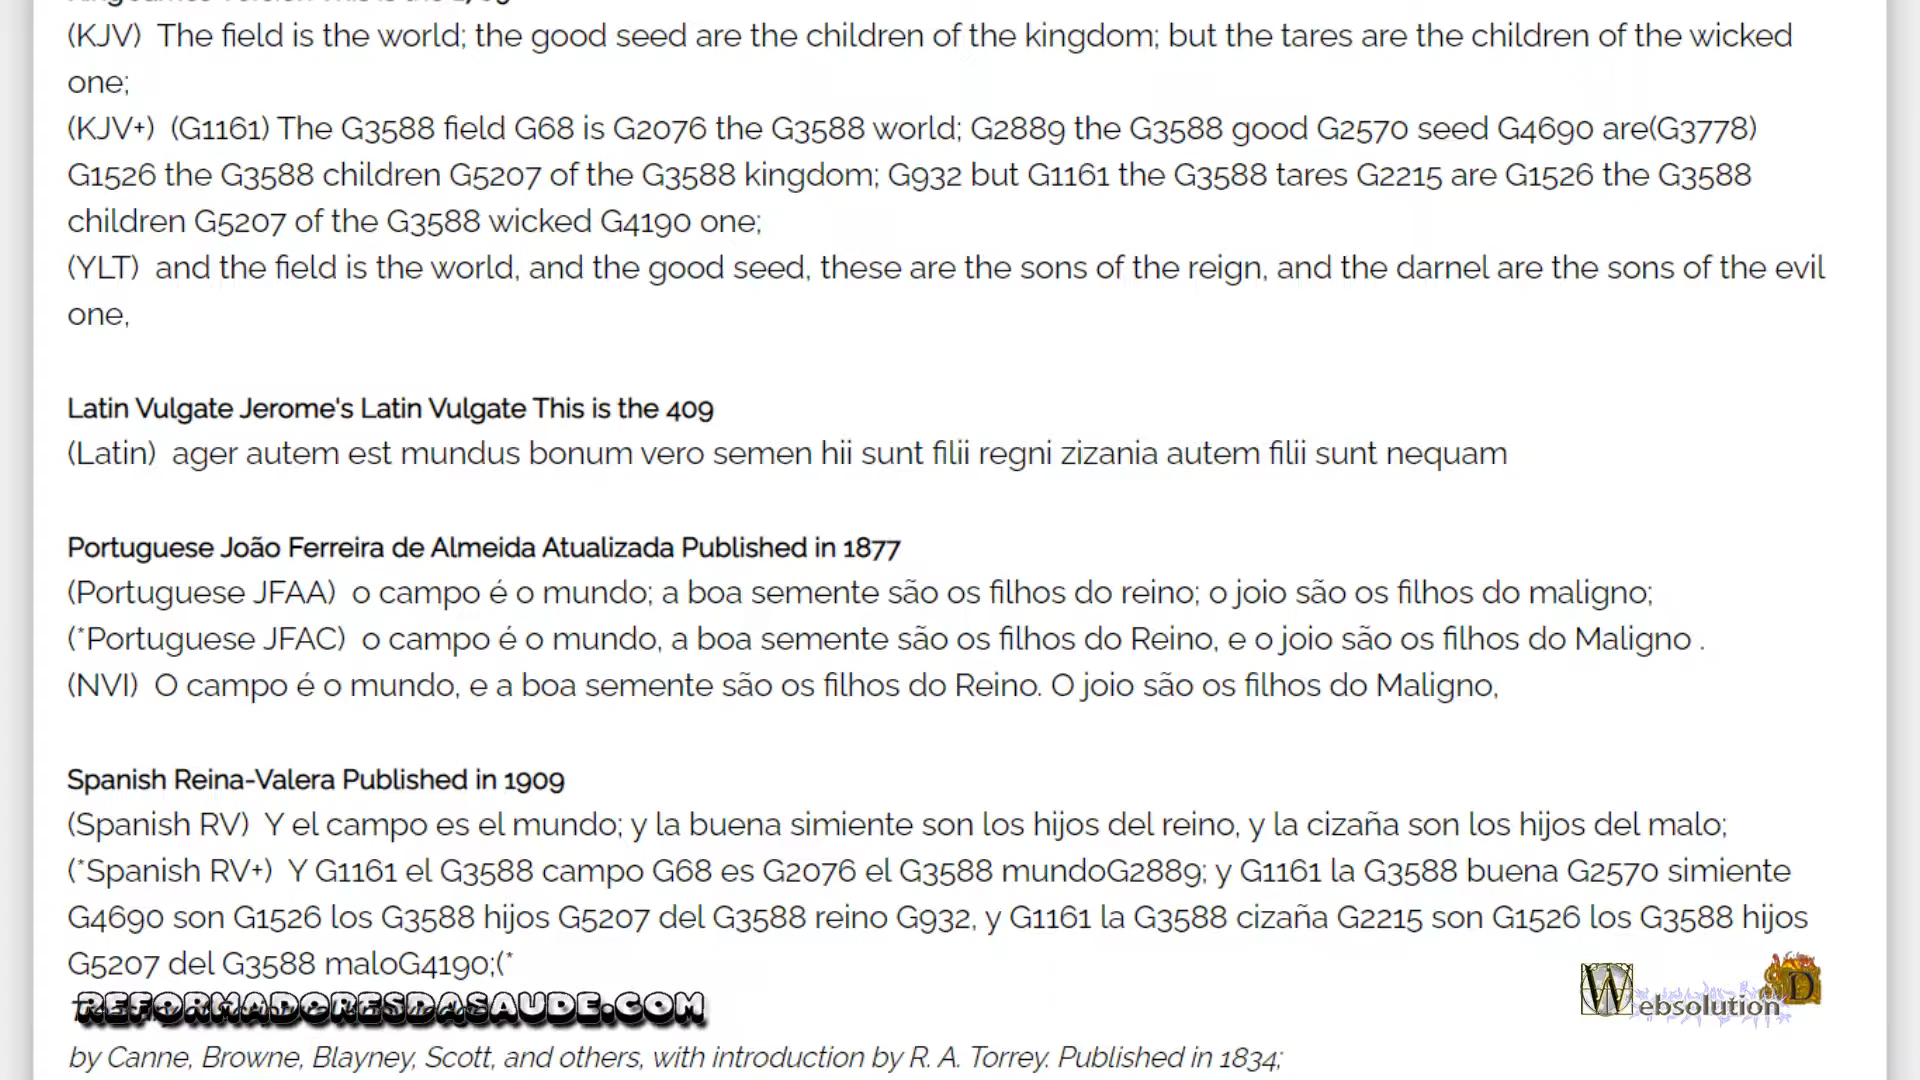 (KJV) The field is the world; the good seed are the children of the kingdom; but the tares are the children of the wicked
one;
(KJV+) (G1161) The G3588 field G68 is G2076 the G3588 world; G2889 the G3588 good G2570 seed G4690 are(G3778)
G1526 the G3588 children G5207 of the G3588 kingdom; G932 but G1161 the G3588 tares G2215 are G1526 the G3588
children G5207 of the G3588 wicked G4190 one;
(YLT) and the field is the world, and the good seed, these are the sons of the reign, and the darnel are the sons of the evil
one,
Latin Vulgate Jerome's Latin Vulgate This is the 409
(Latin) ager autem est mundus bonum vero semen hii sunt filii regni zizania autem filii sunt nequam
Portuguese João Ferreira de Almeida Atualizada Published in 1877
(Portuguese JFAA) o campo é o mundo; a boa semente são os filhos do reino; o joio são os filhos do maligno;
(*Portuguese JFAC) o campo é o mundo, a boa semente são os filhos do Reino, e o joio são os filhos do Maligno .
(NVI) O campo é o mundo, e a boa semente são os filhos do Reino. O joio são os filhos do Maligno,
Spanish Reina-Valera Published in 1909
(Spanish RV) Y el campo es el mundo; y la buena simiente son los hijos del reino, y la cizaña son los hijos del malo;
(*Spanish RV+) Y G1161 el G3588 campo G68 es G2076 el G3588 mundoG2889; y G1161 la G3588 buena G2570 simiente
G4690 son G1526 los G3588 hijos G5207 del G3588 reino G932, y G1161 la G3588 cizaña G2215 son G1526 los G3588 hijos
G5207 del G3588 maloG4190;(*
REFORMADORESDASAUDE.COM
Websolution D
by Canne, Browne, Blayney, Scott, and others, with introduction by R. A. Torrey. Published in 1834;